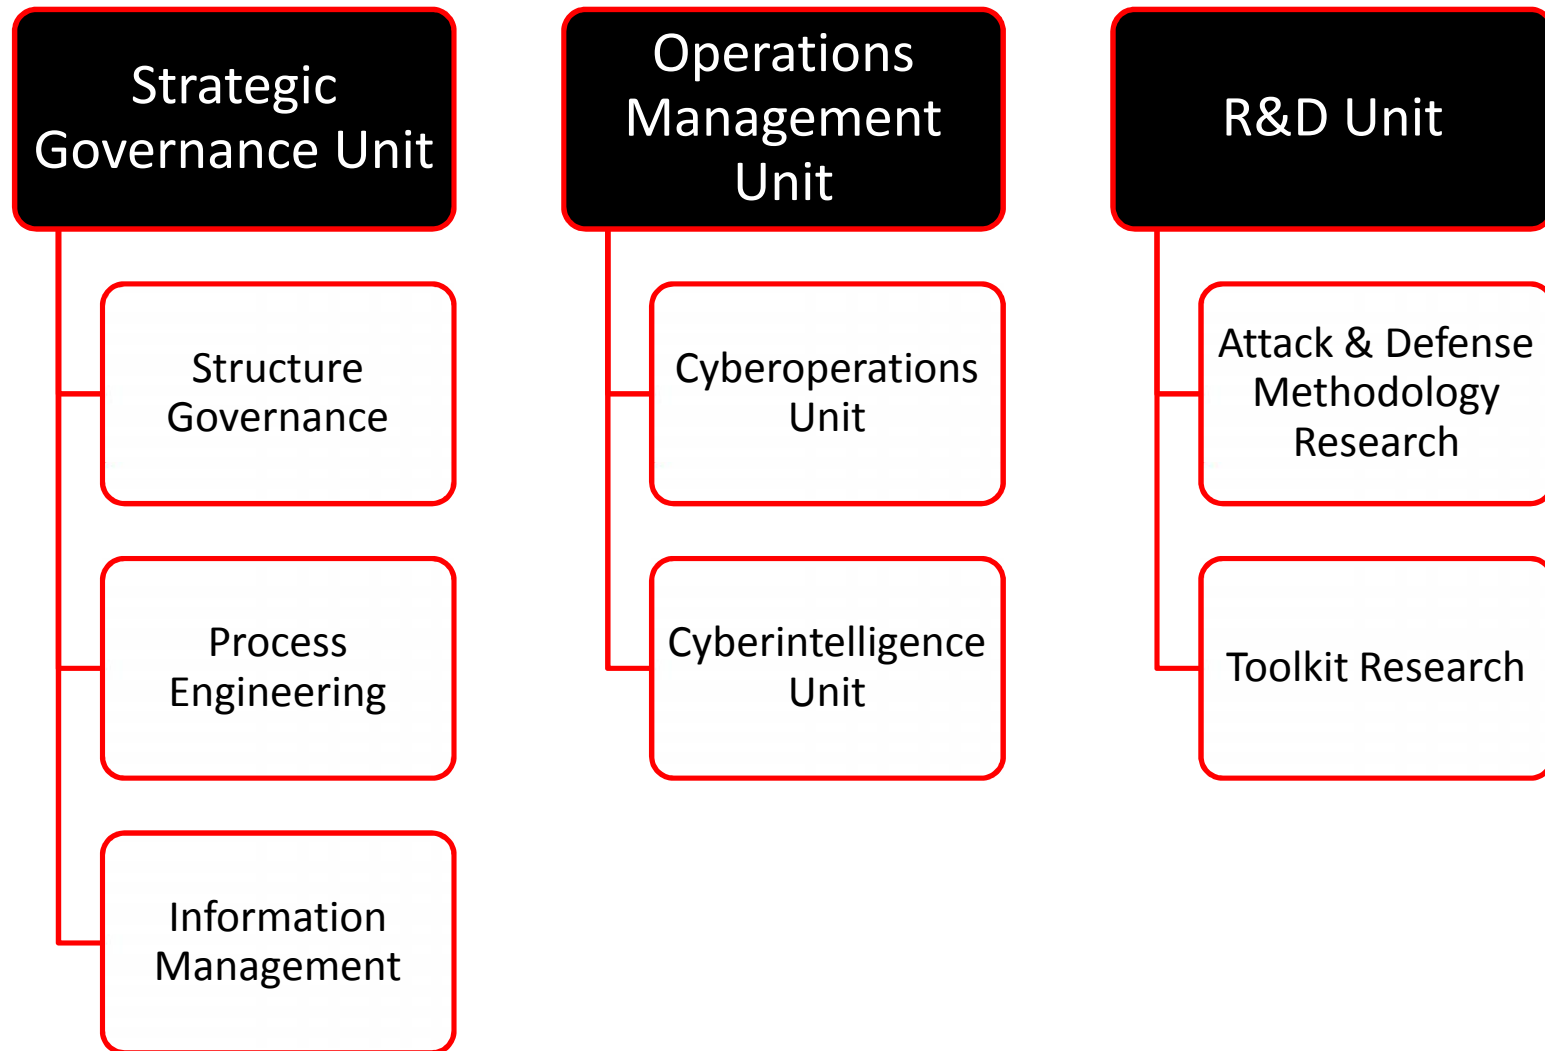 Strategic
Governance Unit
Structure
Governance
Process
Engineering
Information
Management
Operations
Management
Unit
Cyberoperations
Unit
Cyberintelligence
Unit
R&D Unit
Attack & Defense
Methodology
Research
Toolkit Research